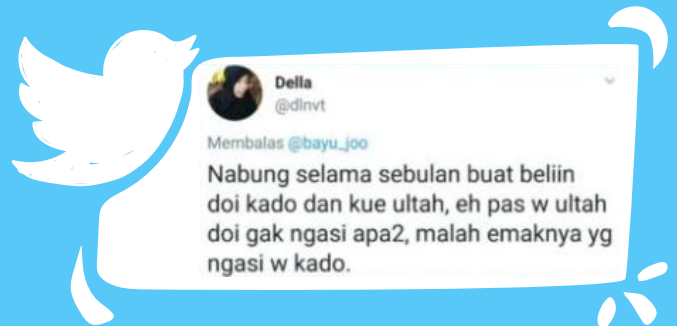 Della
@dlnvt
Membalas @bayu_joo
Nabung selama sebulan buat beliin
doi kado dan kue ultah, eh pas w ultah
doi gak ngasi apa2, malah emaknya yg
ngasi w kado.